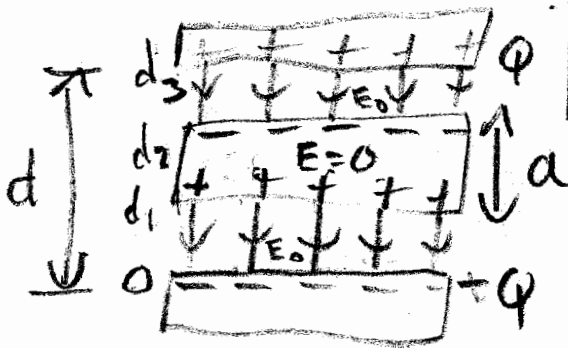 + + + + +
d₃ Q
E₀
d₂ - - - - - -
E=0 a
d + + + + +
d₁
E₀
0 - - - - - - -Q